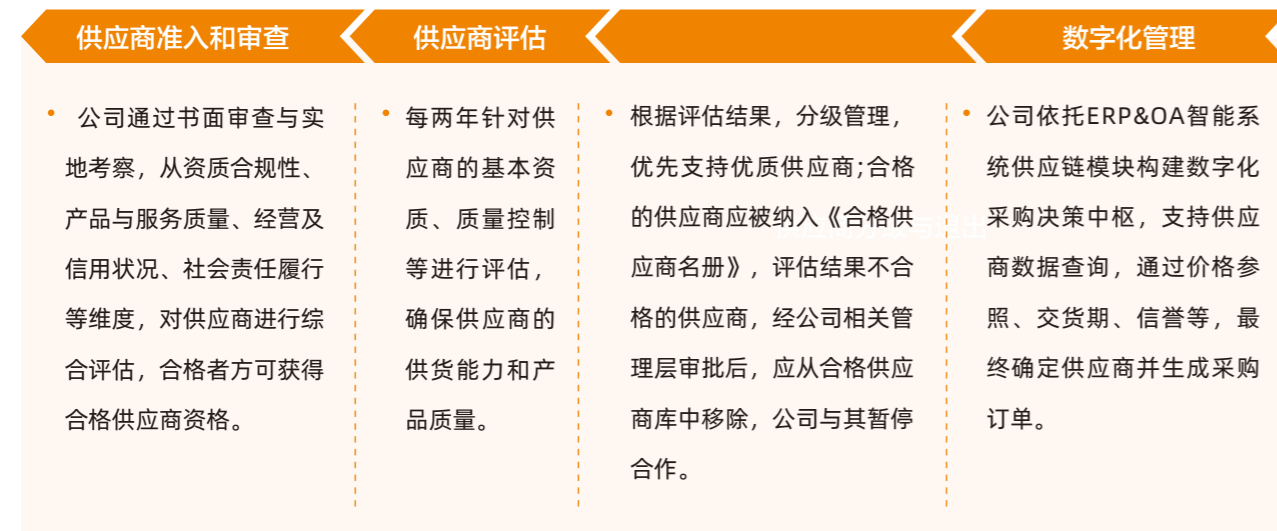 供应商准入和审查
供应商评估
数字化管理
• 公司通过书面审查与实
地考察，从资质合规性、
产品与服务质量、经营及
信用状况、社会责任履行
等维度，对供应商进行综
合评估，合格者方可获得
合格供应商资格。
• 每两年针对供
应商的基本资
质、质量控制
等进行评估，
确保供应商的
供货能力和产
品质量。
• 根据评估结果，分级管理，
优先支持优质供应商;合格
的供应商应被纳入《合格供
应商名册》，评估结果不合
格的供应商，经公司相关管
理层审批后，应从合格供应
商库中移除，公司与其暂停
合作。
• 公司依托ERP&OA智能系
统供应链模块构建数字化
采购决策中枢，支持供应
商数据查询，通过价格参
照、交货期、信誉等，最
终确定供应商并生成采购
订单。